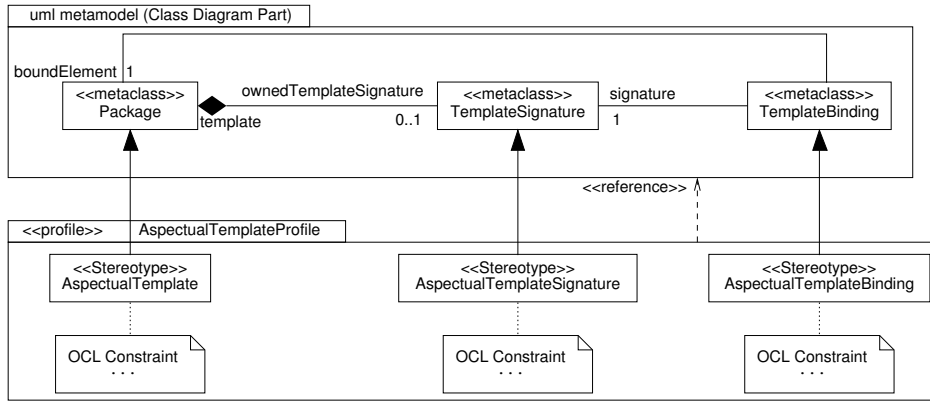 uml metamodel (Class Diagram Part)
boundElement 1
<<metaclass>>
Package
template
ownedTemplateSignature
0..1
<<metaclass>>
TemplateSignature
signature
1
<<metaclass>>
TemplateBinding
<<reference>>
<<profile>> AspectualTemplateProfile
<<Stereotype>>
AspectualTemplate
<<Stereotype>>
AspectualTemplateSignature
<<Stereotype>>
AspectualTemplateBinding
OCL Constraint
. . .
OCL Constraint
. . .
OCL Constraint
. . .